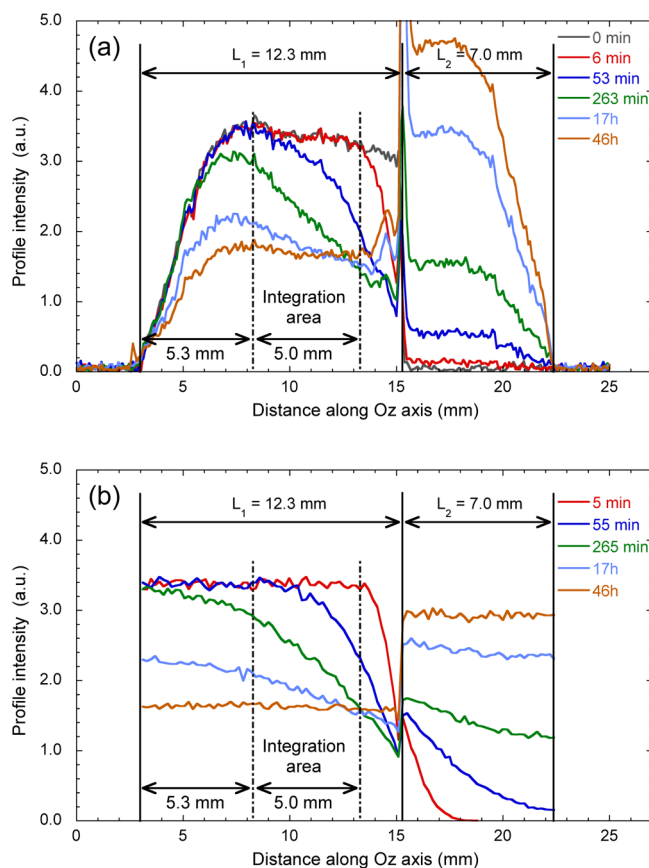 (a)
L1 = 12.3 mm
L2 = 7.0 mm
0 min
6 min
53 min
263 min
17h
46h
Integration
area
5.3 mm
5.0 mm
5.0
4.0
3.0
2.0
1.0
0.0
Profile intensity (a.u.)
0
5
10
15
20
25
Distance along Oz axis (mm)
(b)
L1 = 12.3 mm
L2 = 7.0 mm
5 min
55 min
265 min
17h
46h
Integration
area
5.3 mm
5.0 mm
5.0
4.0
3.0
2.0
1.0
0.0
Profile intensity (a.u.)
0
5
10
15
20
25
Distance along Oz axis (mm)